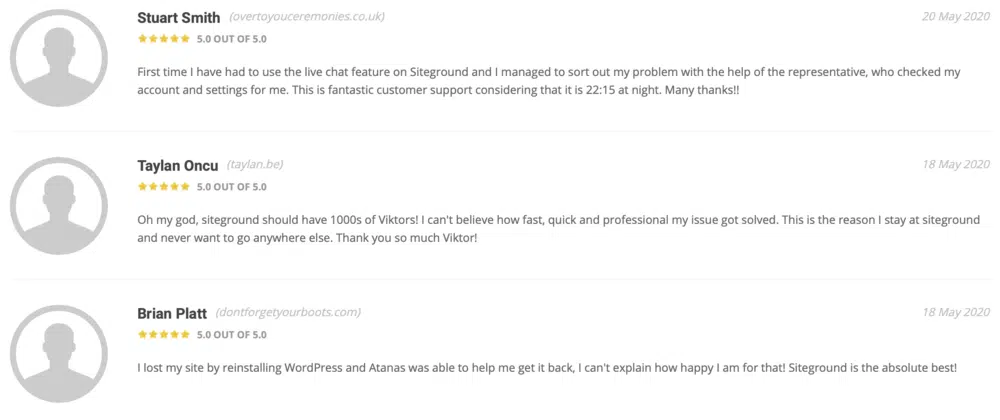 Stuart Smith (overtoyouceremonies.co.uk) 20 May 2020
5.0 OUT OF 5.0
First time I have had to use the live chat feature on Siteground and I managed to sort out my problem with the help of the representative, who checked my
account and settings for me. This is fantastic customer support considering that it is 22:15 at night. Many thanks!!
Taylan Oncu (taylan.be) 18 May 2020
5.0 OUT OF 5.0
Oh my god, siteground should have 1000s of Viktors! I can't believe how fast, quick and professional my issue got solved. This is the reason I stay at siteground
and never want to go anywhere else. Thank you so much Viktor!
Brian Platt (dontforgetyourboots.com) 18 May 2020
5.0 OUT OF 5.0
I lost my site by reinstalling WordPress and Atanas was able to help me get it back, I can't explain how happy I am for that! Siteground is the absolute best!